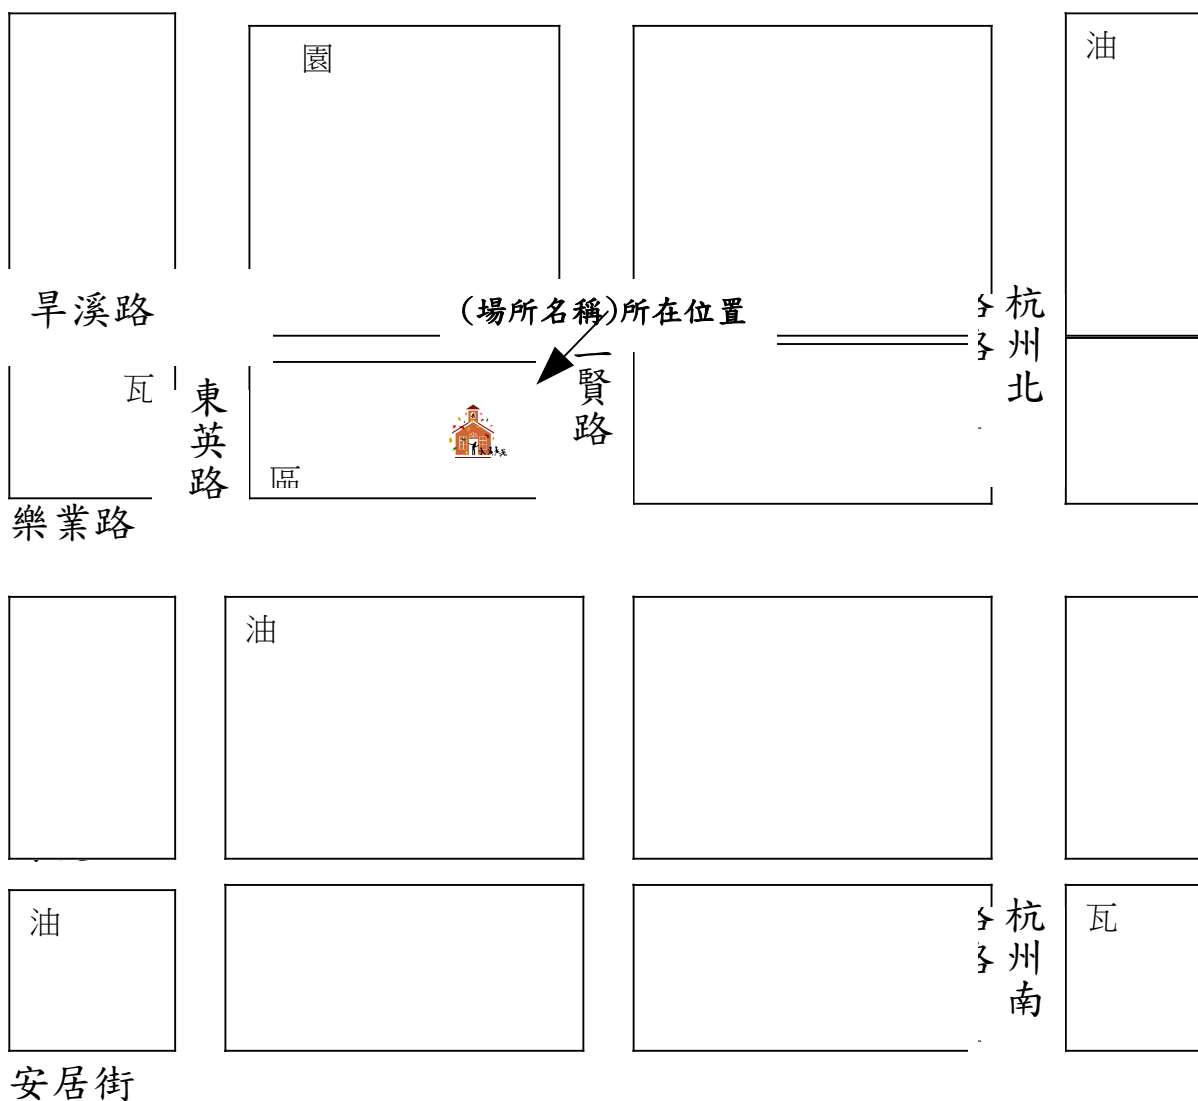 園
油
旱溪路
(場所名稱)所在位置
杭州北
瓦
東英路
一賢路
區
樂業路
油
油
杭州南
瓦
安居街